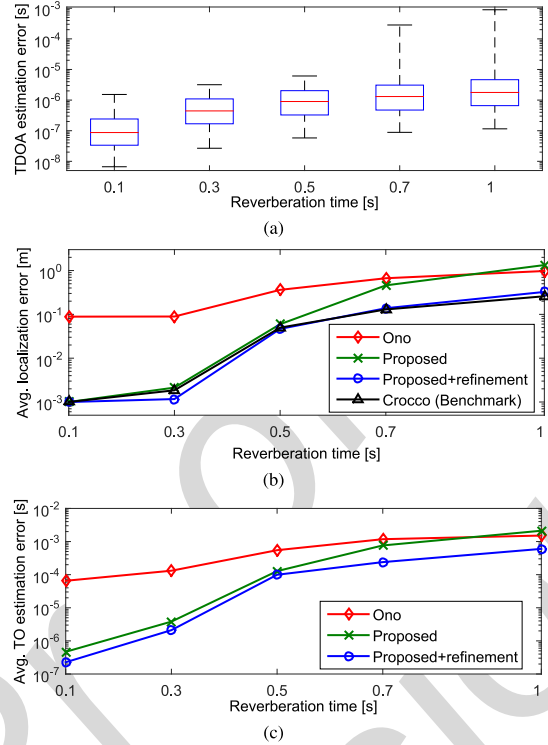 TDOA estimation error [s]
10^-3
10^-5
10^-6
10^-7
10^-8
0.1 0.3 0.5 0.7 1
Reverberation time [s]
(a)
Avg. localization error [m]
10^0
10^-1
10^-2
10^-3
Ono
Proposed
Proposed+refinement
Crocco (Benchmark)
0.1 0.3 0.5 0.7 1
Reverberation time [s]
(b)
Avg. TO estimation error [s]
10^-2
10^-3
10^-4
10^-5
10^-6
10^-7
Ono
Proposed
Proposed+refinement
0.1 0.3 0.5 0.7 1
Reverberation time [s]
(c)